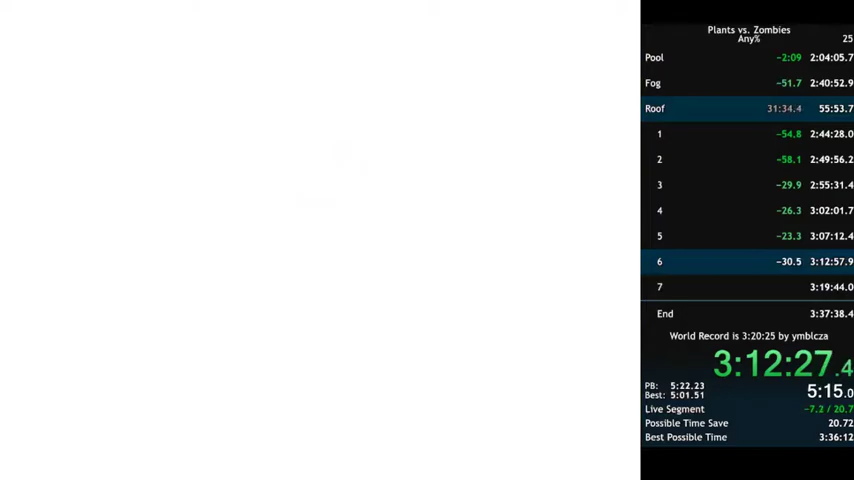 Plants vs. Zombies
Any% 25
Pool -2:09 2:04:05.7
Fog -51.7 2:40:52.9
Roof 31:34.4 55:53.7
1 -54.8 2:44:28.0
2 -58.1 2:49:56.2
3 -29.9 2:55:31.4
4 -26.3 3:02:01.7
5 -23.3 3:07:12.4
6 -30.5 3:12:57.9
7 3:19:44.0
End 3:37:38.4
World Record is 3:20:25 by ymblcza
3:12:27.4
PB: 5:22.23
Best: 5:01.51
5:15.0
Live Segment -7.2 / 20.7
Possible Time Save 20.72
Best Possible Time 3:36:12